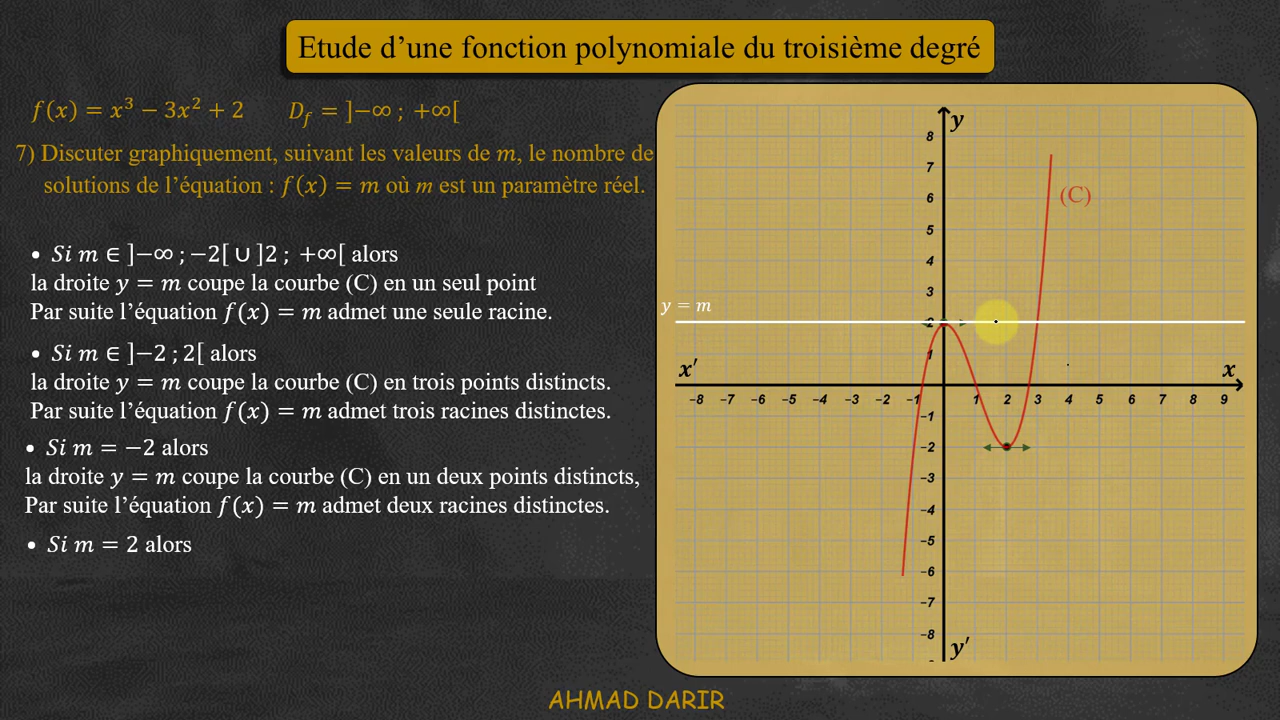 Etude d’une fonction polynomiale du troisième degré
f(x) = x³ − 3x² + 2 D_f = ]−∞ ; +∞[
7) Discuter graphiquement, suivant les valeurs de m, le nombre de
solutions de l’équation : f(x) = m où m est un paramètre réel.
• Si m ∈ ]−∞ ; −2[ ∪ ]2 ; +∞[ alors
la droite y = m coupe la courbe (C) en un seul point
Par suite l’équation f(x) = m admet une seule racine.
• Si m ∈ ]−2 ; 2[ alors
la droite y = m coupe la courbe (C) en trois points distincts.
Par suite l’équation f(x) = m admet trois racines distinctes.
• Si m = −2 alors
la droite y = m coupe la courbe (C) en un deux points distincts,
Par suite l’équation f(x) = m admet deux racines distinctes.
• Si m = 2 alors
y
8
7
6
(C)
5
4
3
y = m
2
1
x′
x
−8 −7 −6 −5 −4 −3 −2 −1 1 2 3 4 5 6 7 8 9
−1
−2
−3
−4
−5
−6
−7
−8
y′
AHMAD DARIR